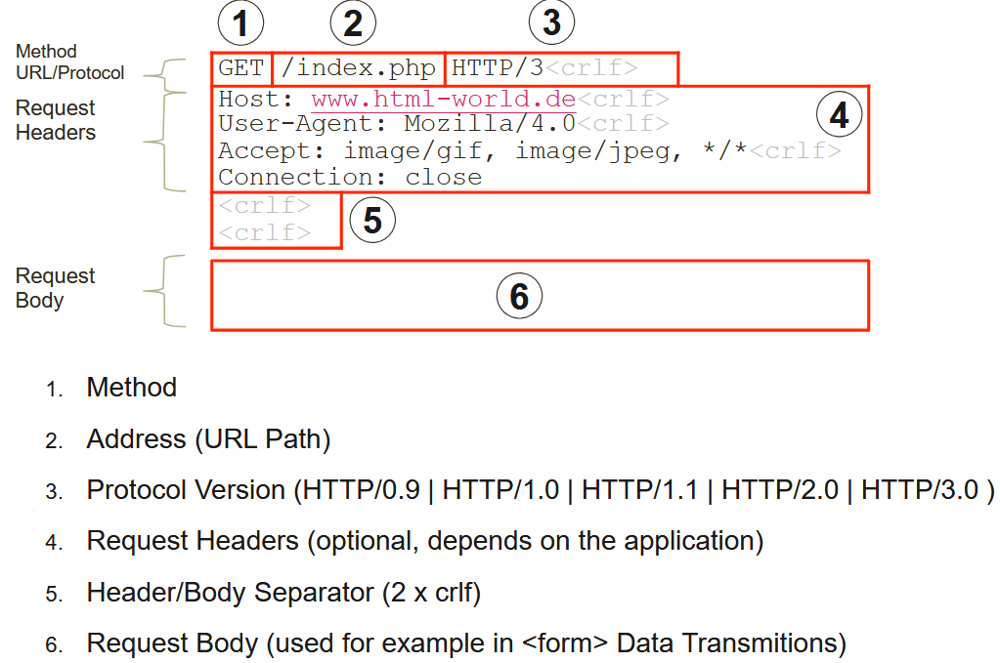 1 2 3
Method
URL/Protocol
GET /index.php HTTP/3<crlf>
Request
Headers
Host: www.html-world.de<crlf>
User-Agent: Mozilla/4.0<crlf>
Accept: image/gif, image/jpeg, */*<crlf>
Connection: close
4
<crlf>
<crlf>
5
Request
Body
6
1. Method
2. Address (URL Path)
3. Protocol Version (HTTP/0.9 | HTTP/1.0 | HTTP/1.1 | HTTP/2.0 | HTTP/3.0 )
4. Request Headers (optional, depends on the application)
5. Header/Body Separator (2 x crlf)
6. Request Body (used for example in <form> Data Transmitions)